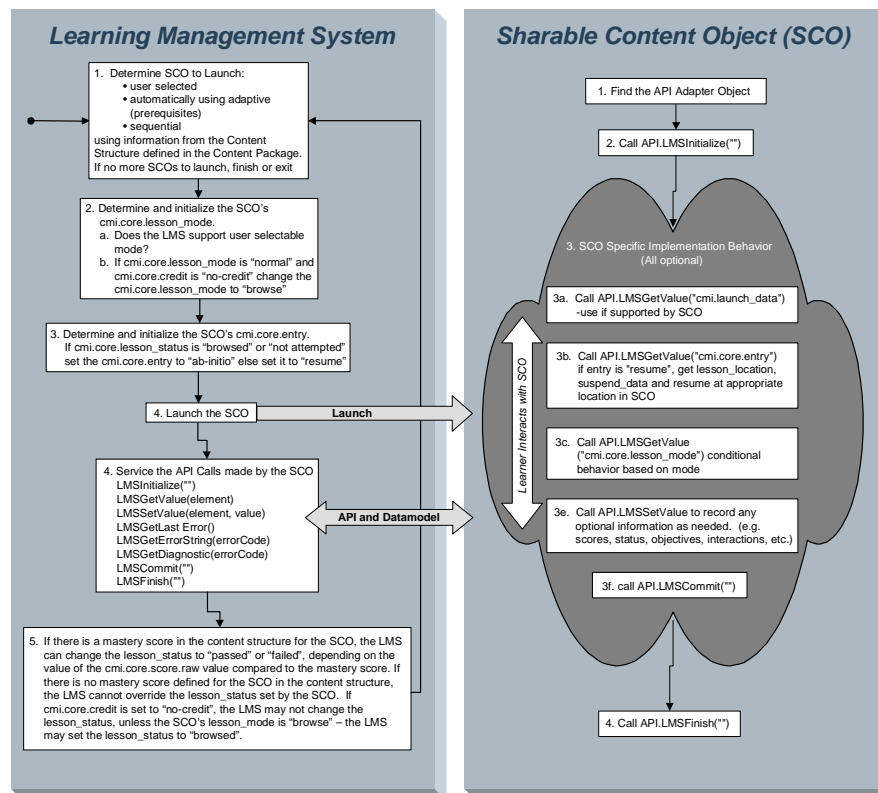 Learning Management System
1. Determine SCO to Launch:
• user selected
• automatically using adaptive
(prerequisites)
• sequential
using information from the Content
Structure defined in the Content Package.
If no more SCOs to launch, finish or exit
2. Determine and initialize the SCO's
cmi.core.lesson_mode.
a. Does the LMS support user selectable
mode?
b. If cmi.core.lesson_mode is “normal” and
cmi.core.credit is “no-credit” change the
cmi.core.lesson_mode to “browse”
3. Determine and initialize the SCO's cmi.core.entry.
If cmi.core.lesson_status is “browsed” or “not attempted”
set the cmi.core.entry to “ab-initio” else set it to “resume”
4. Launch the SCO
Launch
4. Service the API Calls made by the SCO
LMSInitialize("")
LMSGetValue(element)
LMSSetValue(element, value)
LMSGetLast Error()
LMSGetErrorString(errorCode)
LMSGetDiagnostic(errorCode)
LMSCommit("")
LMSFinish("")
API and Datamodel
5. If there is a mastery score in the content structure for the SCO, the LMS
can change the lesson_status to “passed” or “failed”, depending on the
value of the cmi.core.score.raw value compared to the mastery score. If
there is no mastery score defined for the SCO in the content structure,
the LMS cannot override the lesson_status set by the SCO. If
cmi.core.credit is set to “no-credit”, the LMS may not change the
lesson_status, unless the SCO's lesson_mode is “browse” – the LMS
may set the lesson_status to “browsed”.
Sharable Content Object (SCO)
1. Find the API Adapter Object
2. Call API.LMSInitialize("")
3. SCO Specific Implementation Behavior
(All optional)
Learner Interacts with SCO
3a. Call API.LMSGetValue("cmi.launch_data")
-use if supported by SCO
3b. Call API.LMSGetValue("cmi.core.entry")
if entry is "resume", get lesson_location,
suspend_data and resume at appropriate
location in SCO
3c. Call API.LMSGetValue
("cmi.core.lesson_mode") conditional
behavior based on mode
3e. Call API.LMSSetValue to record any
optional information as needed. (e.g.
scores, status, objectives, interactions, etc.)
3f. call API.LMSCommit("")
4. Call API.LMSFinish("")